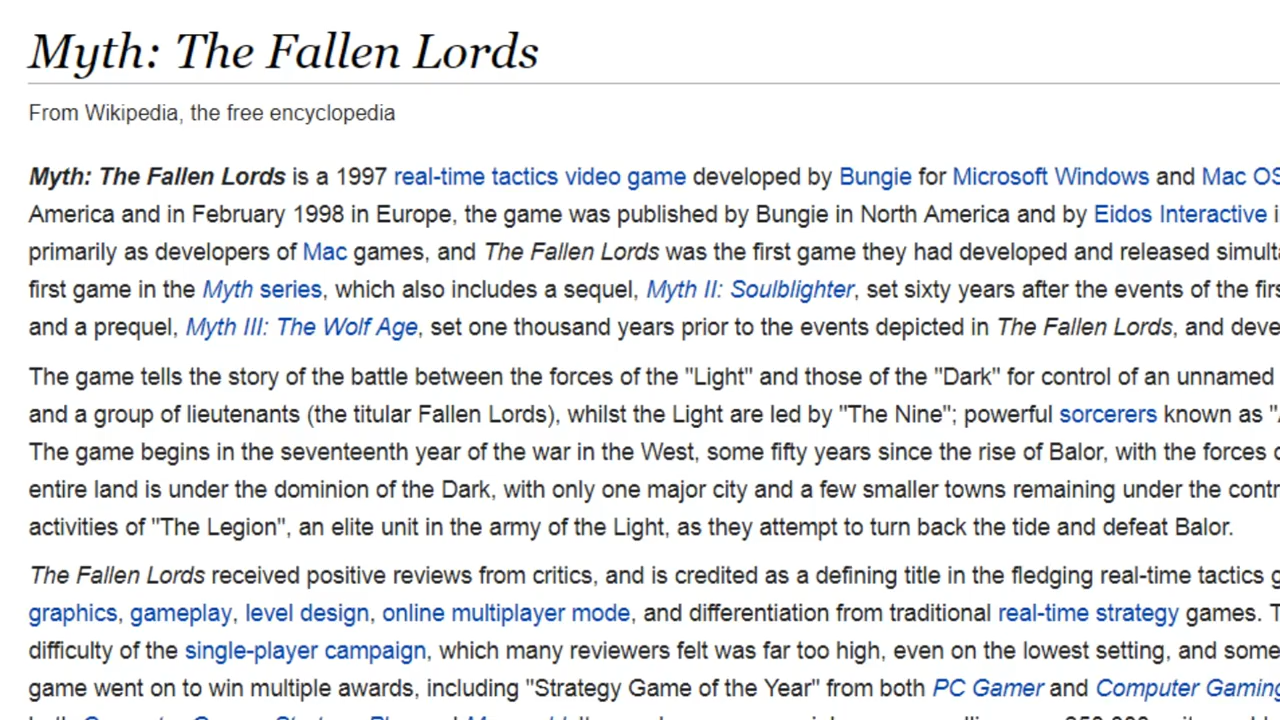 Myth: The Fallen Lords
From Wikipedia, the free encyclopedia
Myth: The Fallen Lords is a 1997 real-time tactics video game developed by Bungie for Microsoft Windows and Mac OS
America and in February 1998 in Europe, the game was published by Bungie in North America and by Eidos Interactive i
primarily as developers of Mac games, and The Fallen Lords was the first game they had developed and released simulta
first game in the Myth series, which also includes a sequel, Myth II: Soulblighter, set sixty years after the events of the firs
and a prequel, Myth III: The Wolf Age, set one thousand years prior to the events depicted in The Fallen Lords, and deve
The game tells the story of the battle between the forces of the "Light" and those of the "Dark" for control of an unnamed
and a group of lieutenants (the titular Fallen Lords), whilst the Light are led by "The Nine"; powerful sorcerers known as "A
The game begins in the seventeenth year of the war in the West, some fifty years since the rise of Balor, with the forces o
entire land is under the dominion of the Dark, with only one major city and a few smaller towns remaining under the contr
activities of "The Legion", an elite unit in the army of the Light, as they attempt to turn back the tide and defeat Balor.
The Fallen Lords received positive reviews from critics, and is credited as a defining title in the fledging real-time tactics g
graphics, gameplay, level design, online multiplayer mode, and differentiation from traditional real-time strategy games. T
difficulty of the single-player campaign, which many reviewers felt was far too high, even on the lowest setting, and some
game went on to win multiple awards, including "Strategy Game of the Year" from both PC Gamer and Computer Gaming